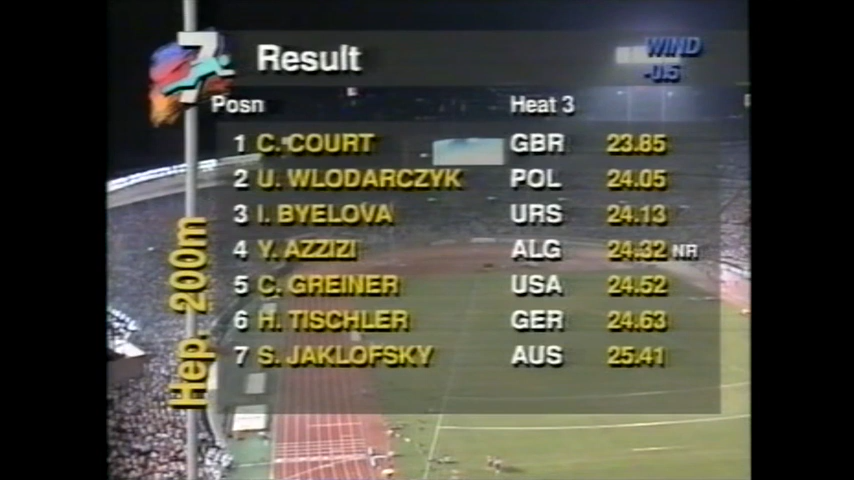 7 Result WIND
-0.5
Posn Heat 3
1 C. COURT GBR 23.85
2 U. WLODARCZYK POL 24.05
3 I. BYELOVA URS 24.13
4 Y. AZZIZI ALG 24.32 NR
5 C. GREINER USA 24.52
6 H. TISCHLER GER 24.63
7 S. JAKLOFSKY AUS 25.41
Hep. 200m